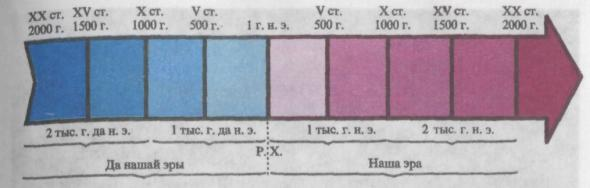 XX ст. XV ст. X ст. V ст. V ст. X ст. XV ст. XX ст.
2000 г. 1500 г. 1000 г. 500 г. 1 г. н. э. 500 г. 1000 г. 1500 г. 2000 г.
2 тыс. г. да н. э. 1 тыс. г. да н. э. 1 тыс. г. н. э. 2 тыс. г. н. э.
Р. Х.
Да нашай эры Наша эра